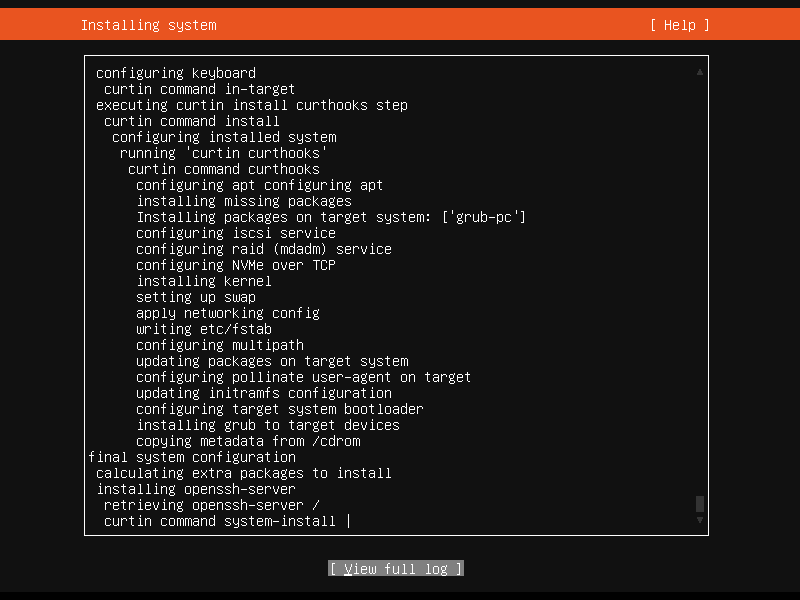 Installing system [ Help ]
configuring keyboard
curtin command in-target
executing curtin install curthooks step
curtin command install
configuring installed system
running 'curtin curthooks'
curtin command curthooks
configuring apt configuring apt
installing missing packages
Installing packages on target system: ['grub-pc']
configuring iscsi service
configuring raid (mdadm) service
configuring NVMe over TCP
installing kernel
setting up swap
apply networking config
writing etc/fstab
configuring multipath
updating packages on target system
configuring pollinate user-agent on target
updating initramfs configuration
configuring target system bootloader
installing grub to target devices
copying metadata from /cdrom
final system configuration
calculating extra packages to install
installing openssh-server
retrieving openssh-server /
curtin command system-install |
[ View full log ]